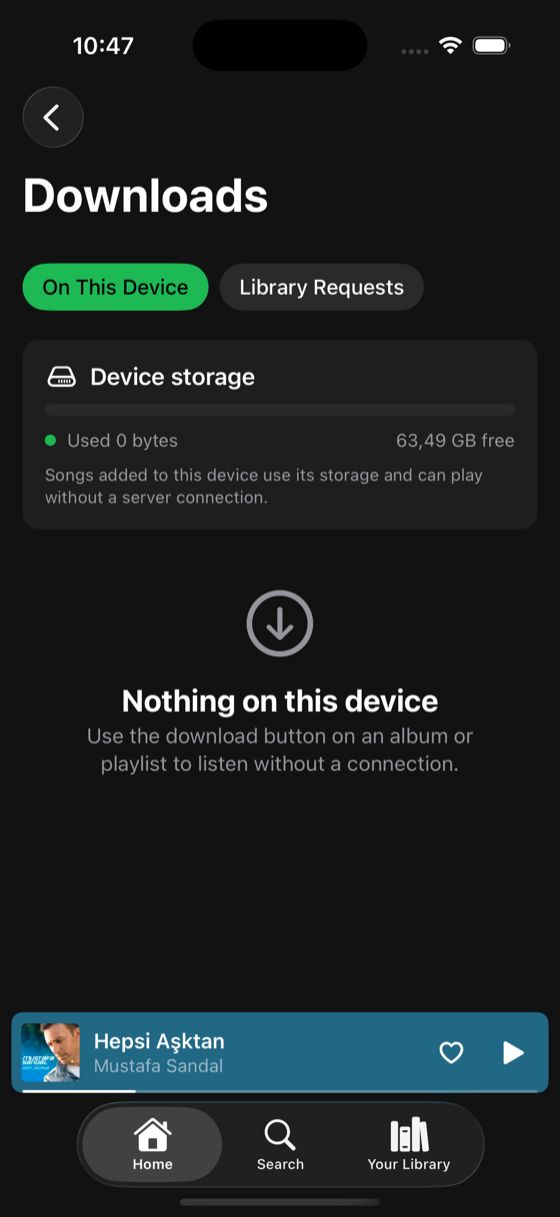 10:47
Downloads
On This Device
Library Requests
Device storage
Used 0 bytes
63,49 GB free
Songs added to this device use its storage and can play
without a server connection.
Nothing on this device
Use the download button on an album or
playlist to listen without a connection.
MUSTAFA
SANDAL
Hepsi Aşktan
Mustafa Sandal
Home
Search
Your Library